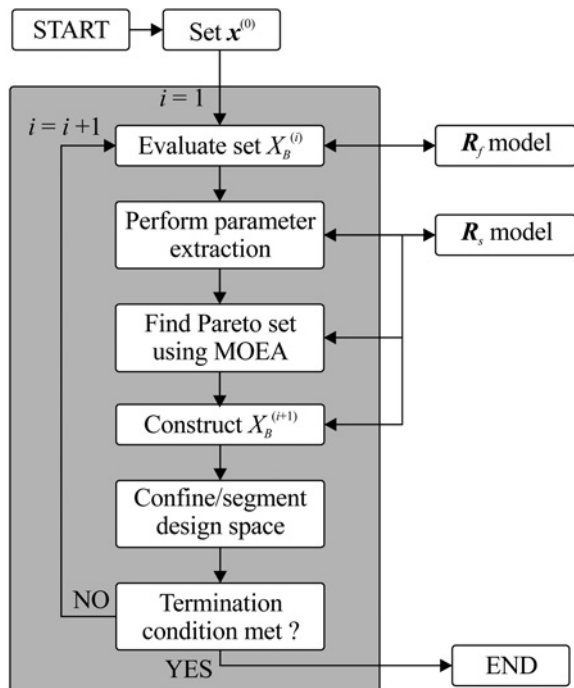 START
Set x^(0)
i = 1
i = i +1
Evaluate set X_B^(i)
R_f model
Perform parameter
extraction
R_s model
Find Pareto set
using MOEA
Construct X_B^(i+1)
Confine/segment
design space
NO
Termination
condition met ?
YES
END